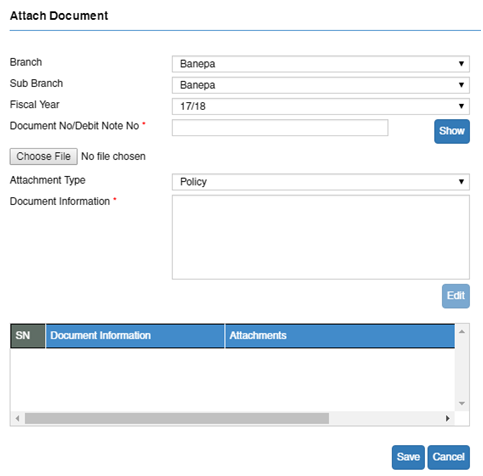 Attach Document
Branch Banepa
Sub Branch Banepa
Fiscal Year 17/18
Document No/Debit Note No * Show
Choose File No file chosen
Attachment Type Policy
Document Information *
Edit
SN Document Information Attachments
Save Cancel